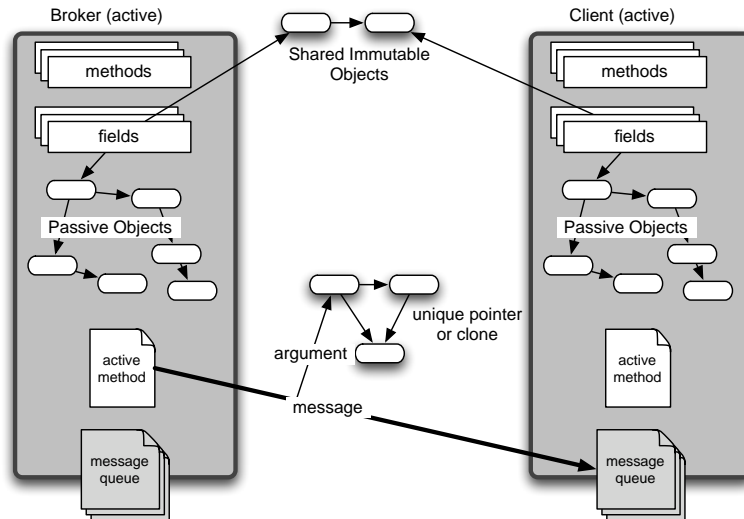 Broker (active)
methods
fields
Passive Objects
active
method
message
queue
Shared Immutable
Objects
unique pointer
or clone
argument
message
Client (active)
methods
fields
Passive Objects
active
method
message
queue